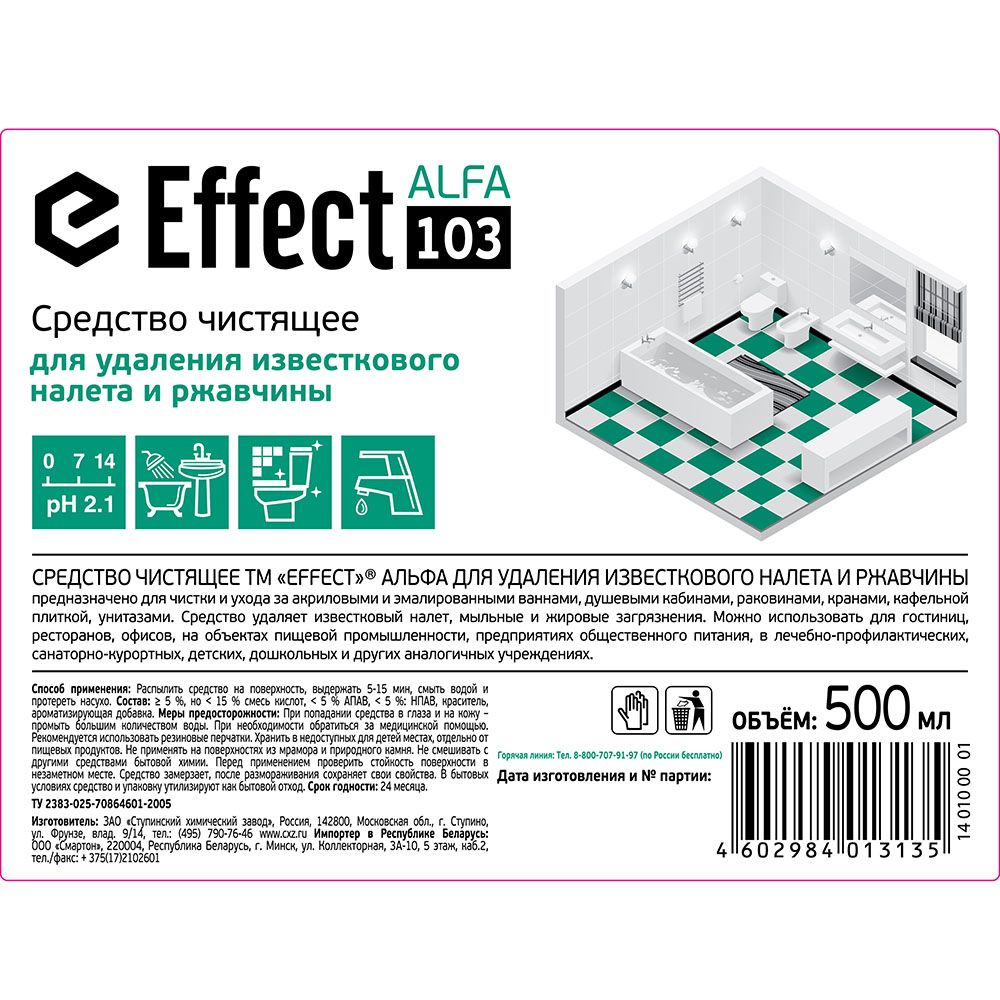 Effect ALFA 103
Средство чистящее
для удаления известкового
налета и ржавчины
0 7 14
pH 2.1
СРЕДСТВО ЧИСТЯЩЕЕ ТМ «EFFECT»® АЛЬФА ДЛЯ УДАЛЕНИЯ ИЗВЕСТКОВОГО НАЛЕТА И РЖАВЧИНЫ
предназначено для чистки и ухода за акриловыми и эмалированными ваннами, душевыми кабинами, раковинами, кранами, кафельной
плиткой, унитазами. Средство удаляет известковый налет, мыльные и жировые загрязнения. Можно использовать для гостиниц,
ресторанов, офисов, на объектах пищевой промышленности, предприятиях общественного питания, в лечебно-профилактических,
санаторно-курортных, детских, дошкольных и других аналогичных учреждениях.
Способ применения: Распылить средство на поверхность, выдержать 5-15 мин, смыть водой и
протереть насухо. Состав: ≥ 5 %, но < 15 % смесь кислот, < 5 % АПАВ, < 5 %: НПАВ, краситель,
ароматизирующая добавка. Меры предосторожности: При попадании средства в глаза и на кожу –
промыть большим количеством воды. При необходимости обратиться за медицинской помощью.
Рекомендуется использовать резиновые перчатки. Хранить в недоступных для детей местах, отдельно от
пищевых продуктов. Не применять на поверхностях из мрамора и природного камня. Не смешивать с
другими средствами бытовой химии. Перед применением проверить стойкость поверхности в
незаметном месте. Средство замерзает, после размораживания сохраняет свои свойства. В бытовых
условиях средство и упаковку утилизируют как бытовой отход. Срок годности: 24 месяца.
ТУ 2383-025-70864601-2005
Изготовитель: ЗАО «Ступинский химический завод», Россия, 142800, Московская обл., г. Ступино,
ул. Фрунзе, влад. 9/14, тел.: (495) 790-76-46 www.cxz.ru Импортер в Республике Беларусь:
ООО «Смартон», 220004, Республика Беларусь, г. Минск, ул. Коллекторная, 3А-10, 5 этаж, каб.2,
тел./факс: + 375(17)2102601
ОБЪЁМ: 500 МЛ
Горячая линия: Тел. 8-800-707-91-97 (по России бесплатно)
Дата изготовления и № партии:
4 602984 013135
14 010 00 01